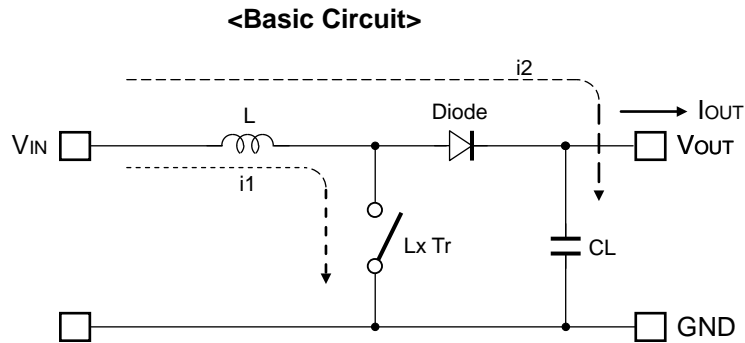 <Basic Circuit>
i2
Diode
IOUT
L
VIN
VOUT
i1
Lx Tr
CL
GND